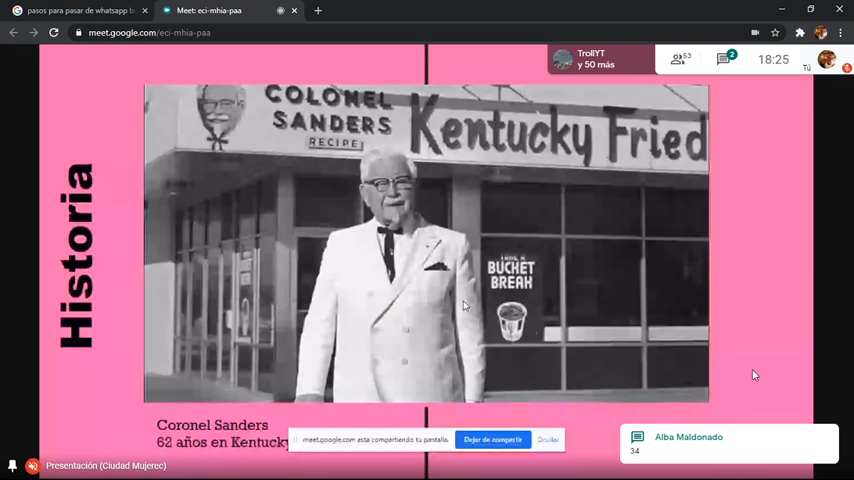 pasos para pasar de whatsapp b
Meet: eci-mhia-paa
meet.google.com/eci-mhia-paa
TrollYT
y 50 más
53
2
18:25
Tú
COLONEL
SANDERS
RECIPE
Kentucky Fried
Historia
TAKE A
BUCKET
BREAK
Coronel Sanders
62 años en Kentucky
meet.google.com está compartiendo tu pantalla.
Dejar de compartir
Ocultar
Alba Maldonado
34
Presentación (Ciudad Mujerec)